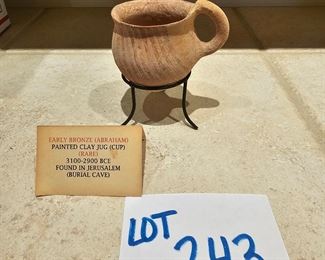 EARLY BRONZE (ABRAHAM)
PAINTED CLAY JUG (CUP)
(RARE)
3100-2900 BCE
FOUND IN JERUSALEM
(BURIAL CAVE)
LOT
243